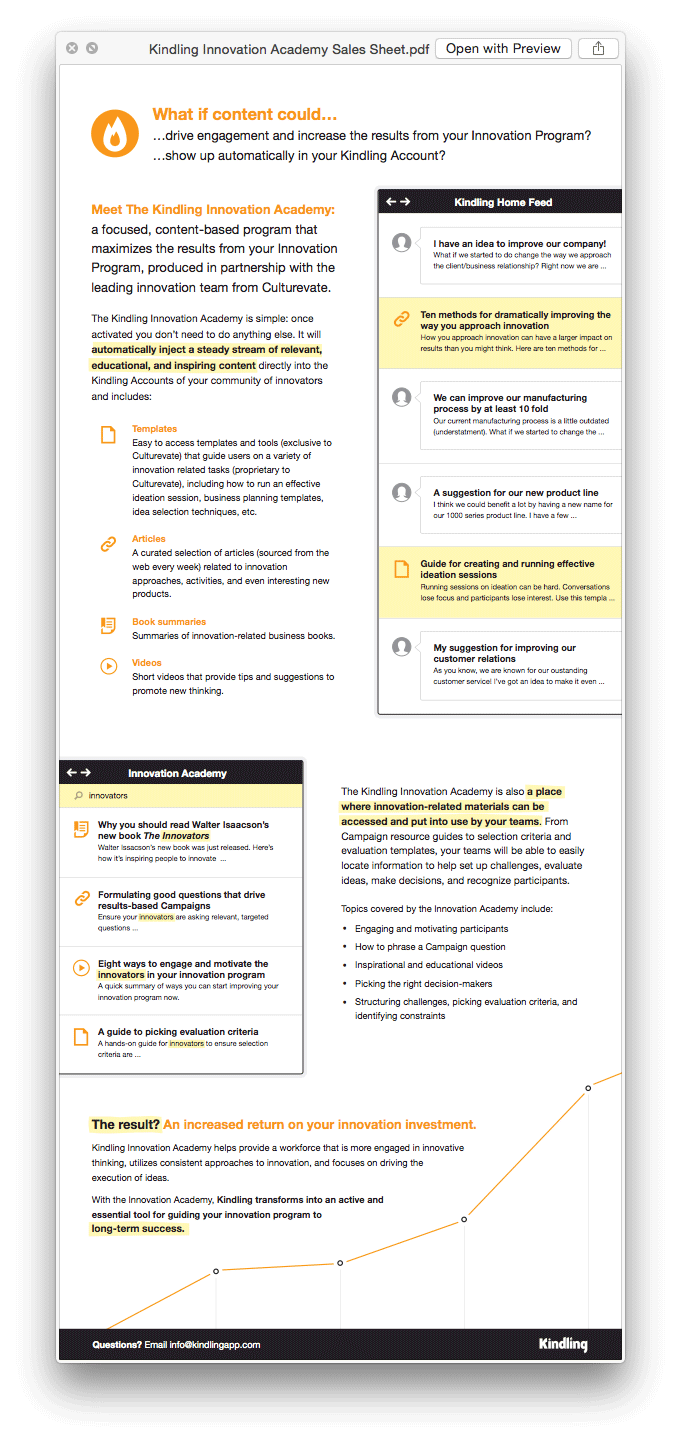 Kindling Innovation Academy Sales Sheet.pdf
Open with Preview
What if content could...
...drive engagement and increase the results from your Innovation Program?
...show up automatically in your Kindling Account?
Meet The Kindling Innovation Academy:
a focused, content-based program that
maximizes the results from your Innovation
Program, produced in partnership with the
leading innovation team from Culturevate.
The Kindling Innovation Academy is simple: once
activated you don't need to do anything else. It will
automatically inject a steady stream of relevant,
educational, and inspiring content directly into the
Kindling Accounts of your community of innovators
and includes:
Templates
Easy to access templates and tools (exclusive to
Culturevate) that guide users on a variety of
innovation related tasks (proprietary to
Culturevate), including how to run an effective
ideation session, business planning templates,
idea selection techniques, etc.
Articles
A curated selection of articles (sourced from the
web every week) related to innovation
approaches, activities, and even interesting new
products.
Book summaries
Summaries of innovation-related business books.
Videos
Short videos that provide tips and suggestions to
promote new thinking.
Kindling Home Feed
I have an idea to improve our company!
What if we started to do change the way we approach
the client/business relationship? Right now we are ...
Ten methods for dramatically improving the
way you approach innovation
How you approach innovation can have a larger impact on
results than you might think. Here are ten methods for ...
We can improve our manufacturing
process by at least 10 fold
Our current manufacturing process is a little outdated
(understatment). What if we started to change the ...
A suggestion for our new product line
I think we could benefit a lot by having a new name for
our 1000 series product line. I have a few ...
Guide for creating and running effective
ideation sessions
Running sessions on ideation can be hard. Conversations
lose focus and participants lose interest. Use this templa ...
My suggestion for improving our
customer relations
As you know, we are known for our oustanding
customer service! I've got an idea to make it even ...
Innovation Academy
innovators
Why you should read Walter Isaacson's
new book The Innovators
Walter Isaacson's new book was just released. Here's
how it's inspiring people to innovate ...
Formulating good questions that drive
results-based Campaigns
Ensure your innovators are asking relevant, targeted
questions ...
Eight ways to engage and motivate the
innovators in your innovation program
A quick summary of ways you can start improving your
innovation program now.
A guide to picking evaluation criteria
A hands-on guide for innovators to ensure selection
criteria are ...
The Kindling Innovation Academy is also a place
where innovation-related materials can be
accessed and put into use by your teams. From
Campaign resource guides to selection criteria and
evaluation templates, your teams will be able to easily
locate information to help set up challenges, evaluate
ideas, make decisions, and recognize participants.
Topics covered by the Innovation Academy include:
• Engaging and motivating participants
• How to phrase a Campaign question
• Inspirational and educational videos
• Picking the right decision-makers
• Structuring challenges, picking evaluation criteria, and
identifying constraints
The result? An increased return on your innovation investment.
Kindling Innovation Academy helps provide a workforce that is more engaged in innovative
thinking, utilizes consistent approaches to innovation, and focuses on driving the
execution of ideas.
With the Innovation Academy, Kindling transforms into an active and
essential tool for guiding your innovation program to
long-term success.
Questions? Email info@kindlingapp.com
Kindling